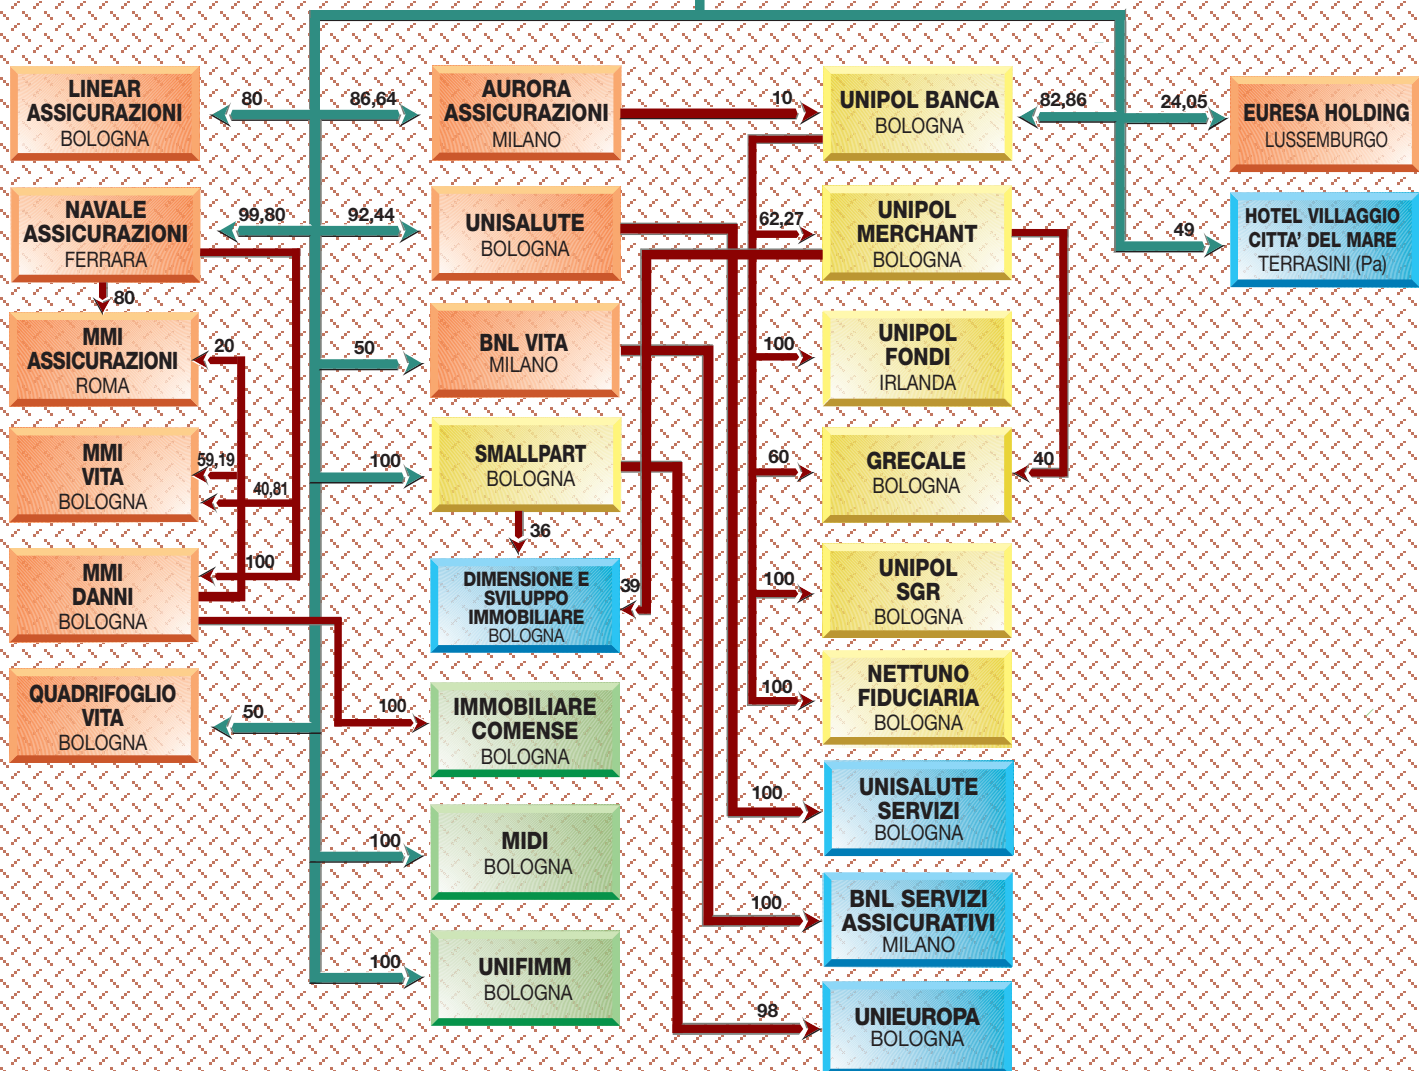 LINEAR
ASSICURAZIONI
BOLOGNA
80
86,64
AURORA
ASSICURAZIONI
MILANO
10
UNIPOL BANCA
BOLOGNA
82,86
24,05
EURESA HOLDING
LUSSEMBURGO
NAVALE
ASSICURAZIONI
FERRARA
99,80
92,44
UNISALUTE
BOLOGNA
62,27
UNIPOL
MERCHANT
BOLOGNA
49
HOTEL VILLAGGIO
CITTA' DEL MARE
TERRASINI (Pa)
80
MMI
ASSICURAZIONI
ROMA
20
50
BNL VITA
MILANO
100
UNIPOL
FONDI
IRLANDA
MMI
VITA
BOLOGNA
59,19
40,81
100
SMALLPART
BOLOGNA
60
GRECALE
BOLOGNA
40
36
MMI
DANNI
BOLOGNA
100
DIMENSIONE E
SVILUPPO
IMMOBILIARE
BOLOGNA
39
100
UNIPOL
SGR
BOLOGNA
QUADRIFOGLIO
VITA
BOLOGNA
50
100
IMMOBILIARE
COMENSE
BOLOGNA
100
NETTUNO
FIDUCIARIA
BOLOGNA
100
UNISALUTE
SERVIZI
BOLOGNA
100
MIDI
BOLOGNA
100
BNL SERVIZI
ASSICURATIVI
MILANO
100
UNIFIMM
BOLOGNA
98
UNIEUROPA
BOLOGNA